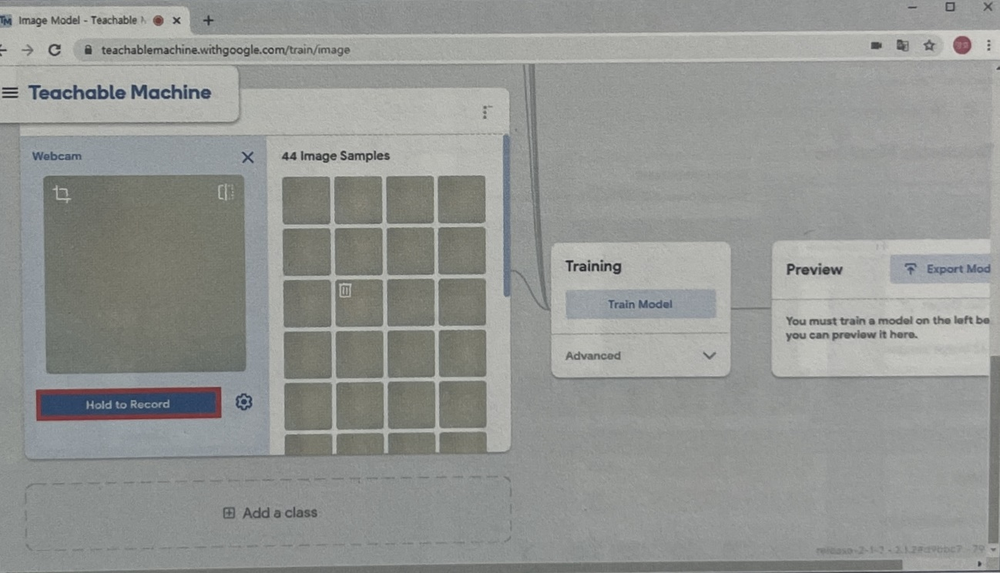 Image Model - Teachable
teachablemachine.withgoogle.com/train/image
Teachable Machine
Webcam
44 Image Samples
Hold to Record
Add a class
Training
Train Model
Advanced
Preview
Export Mod
You must train a model on the left be
you can preview it here.